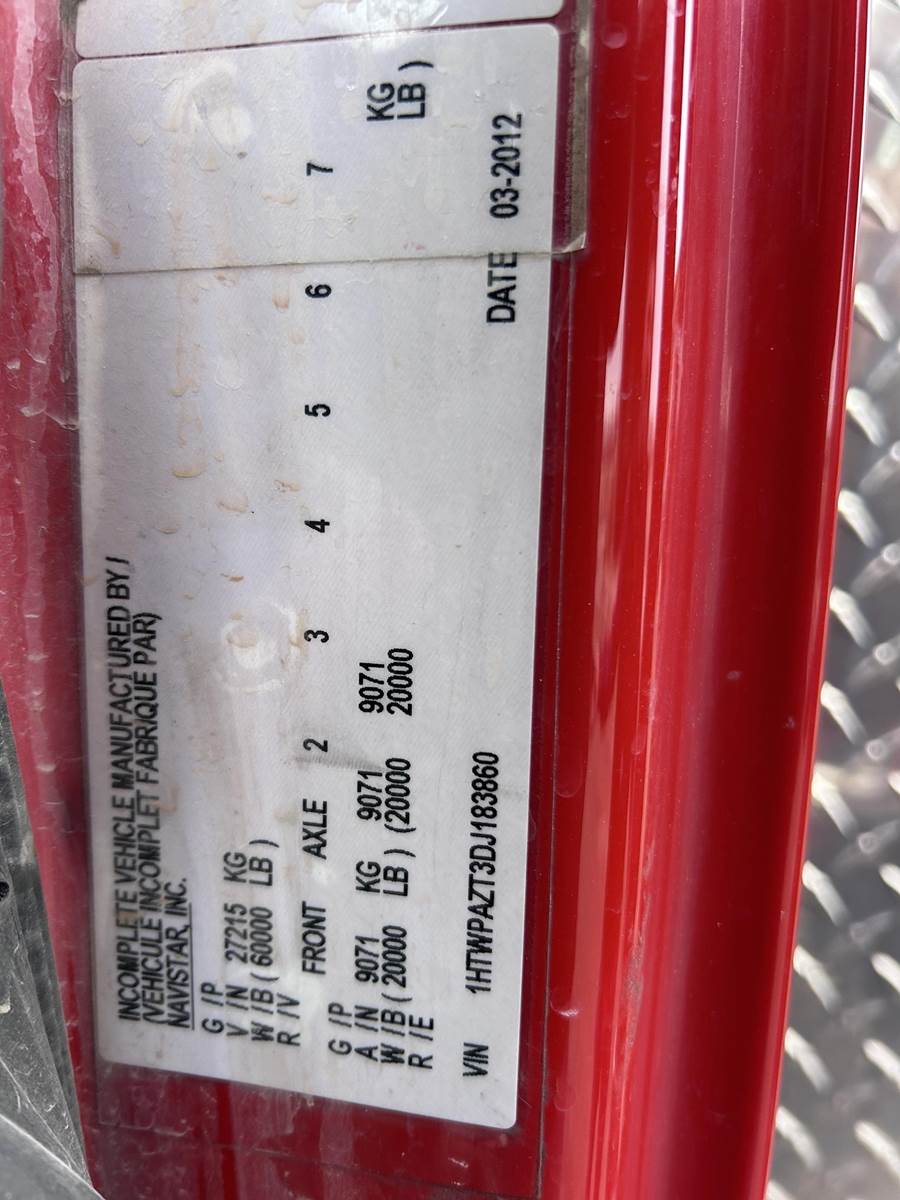 INCOMPLETE VEHICLE MANUFACTURED BY /
(VEHICULE INCOMPLET FABRIQUE PAR)
NAVISTAR, INC.
G /P
V /N 27215 KG
W /B ( 60000 LB )
R /V
FRONT AXLE 2 3 4 5 6 7
G /P
A /N 9071 KG 9071 9071 KG
W /B ( 20000 LB ) (20000 20000 LB )
R /E
VIN 1HTWPAZT3DJ183860 DATE 03-2012